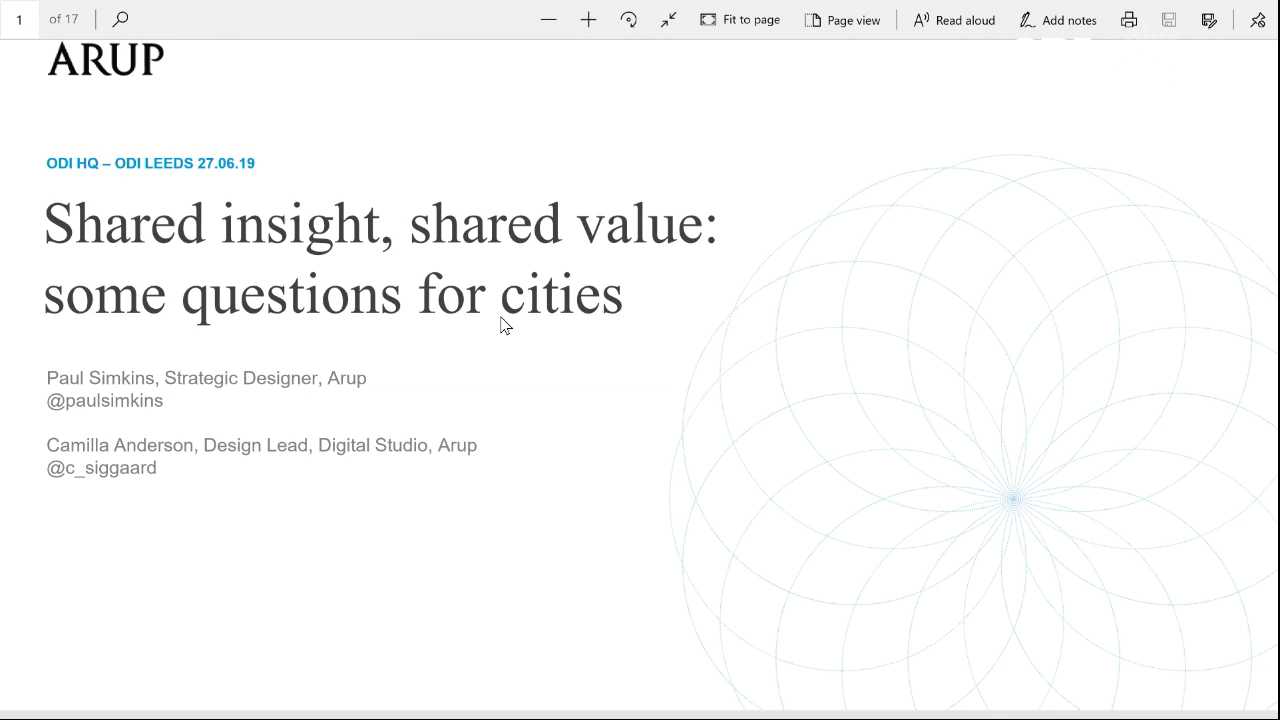 1 of 17 Fit to page Page view Read aloud Add notes
ARUP
ODI HQ – ODI LEEDS 27.06.19
Shared insight, shared value:
some questions for cities
Paul Simkins, Strategic Designer, Arup
@paulsimkins
Camilla Anderson, Design Lead, Digital Studio, Arup
@c_siggaard